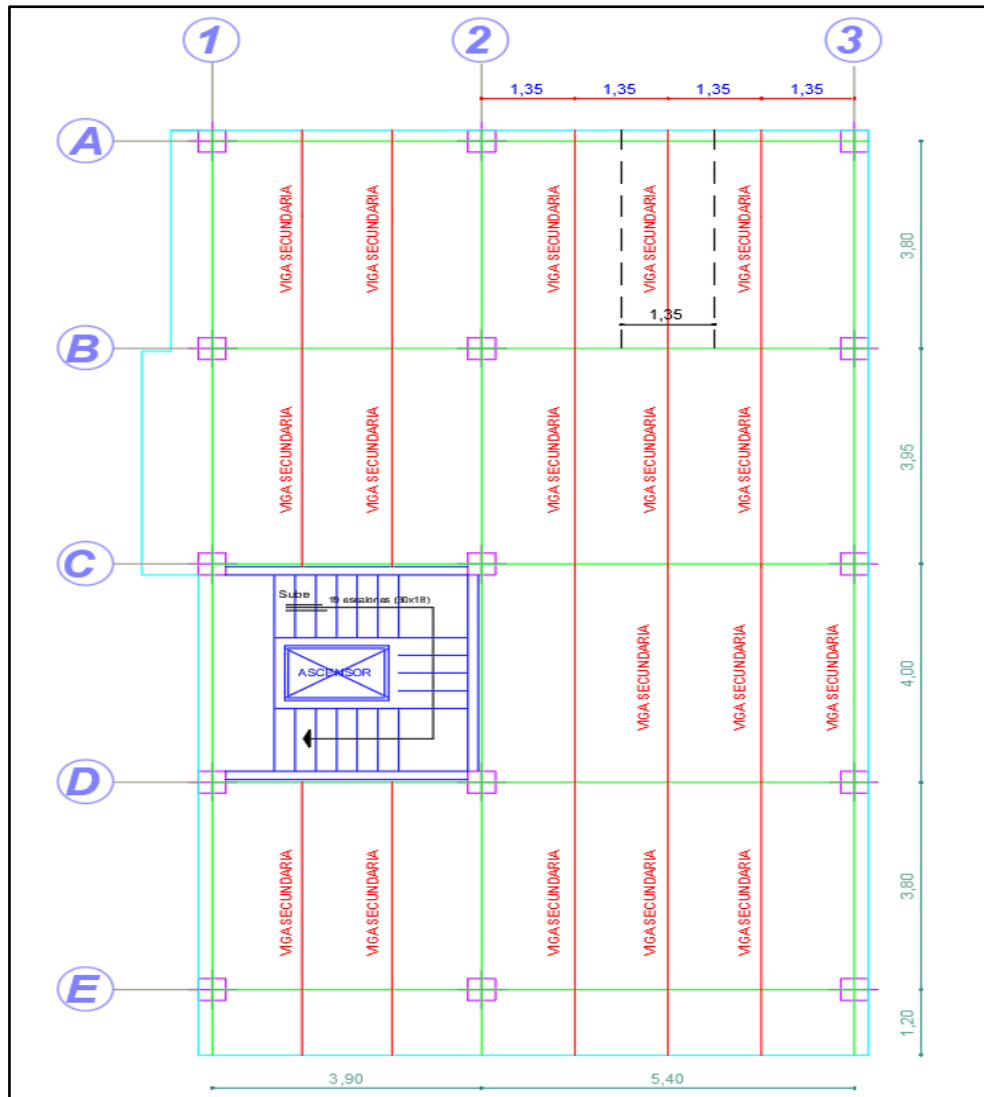 1
2
3
1,35
1,35
1,35
1,35
A
VIGA SECUNDARIA
VIGA SECUNDARIA
VIGA SECUNDARIA
VIGA SECUNDARIA
VIGA SECUNDARIA
3,80
1,35
B
VIGA SECUNDARIA
VIGA SECUNDARIA
VIGA SECUNDARIA
VIGA SECUNDARIA
VIGA SECUNDARIA
3,95
C
Sube
19 escalones (30x18)
ASCENSOR
VIGA SECUNDARIA
VIGA SECUNDARIA
VIGA SECUNDARIA
4,00
D
VIGA SECUNDARIA
VIGA SECUNDARIA
VIGA SECUNDARIA
VIGA SECUNDARIA
VIGA SECUNDARIA
3,80
E
1,20
3,90
5,40